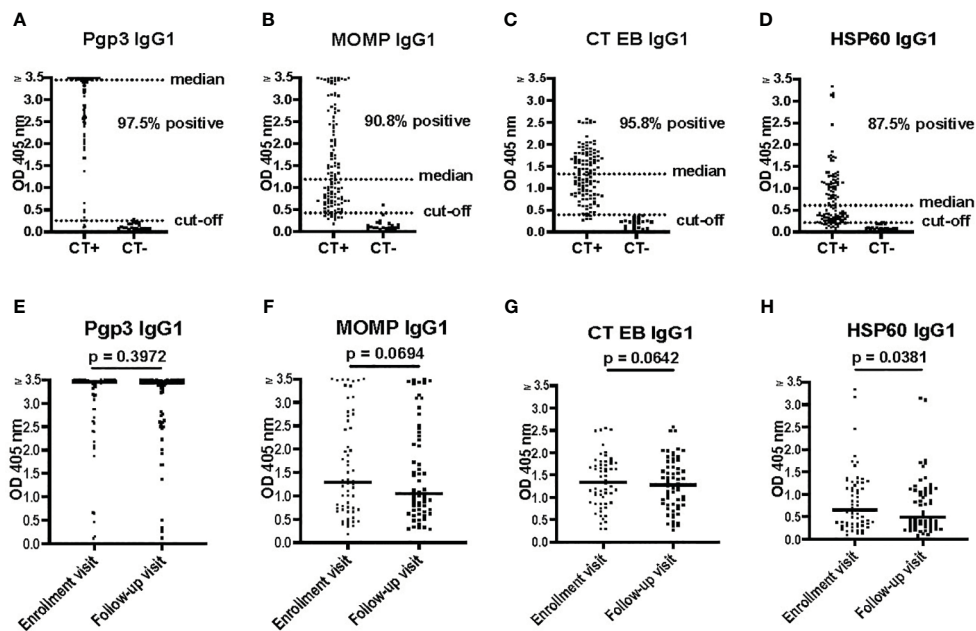 A
B
C
D
Pgp3 IgG1
MOMP IgG1
CT EB IgG1
HSP60 IgG1
≥ 3.5
3.0
2.5
2.0
1.5
1.0
0.5
0.0
OD 405 nm
median
97.5% positive
cut-off
CT+ CT-
≥ 3.5
3.0
2.5
2.0
1.5
1.0
0.5
0.0
OD 405 nm
90.8% positive
median
cut-off
CT+ CT-
≥ 3.5
3.0
2.5
2.0
1.5
1.0
0.5
0.0
OD 405 nm
95.8% positive
median
cut-off
CT+ CT-
≥ 3.5
3.0
2.5
2.0
1.5
1.0
0.5
0.0
OD 405 nm
87.5% positive
median
cut-off
CT+ CT-
E
F
G
H
Pgp3 IgG1
p = 0.3972
≥ 3.5
3.0
2.5
2.0
1.5
1.0
0.5
0.0
OD 405 nm
Enrollment visit
Follow-up visit
MOMP IgG1
p = 0.0694
≥ 3.5
3.0
2.5
2.0
1.5
1.0
0.5
0.0
OD 405 nm
Enrollment visit
Follow-up visit
CT EB IgG1
p = 0.0642
≥ 3.5
3.0
2.5
2.0
1.5
1.0
0.5
0.0
OD 405 nm
Enrollment visit
Follow-up visit
HSP60 IgG1
p = 0.0381
≥ 3.5
3.0
2.5
2.0
1.5
1.0
0.5
0.0
OD 405 nm
Enrollment visit
Follow-up visit